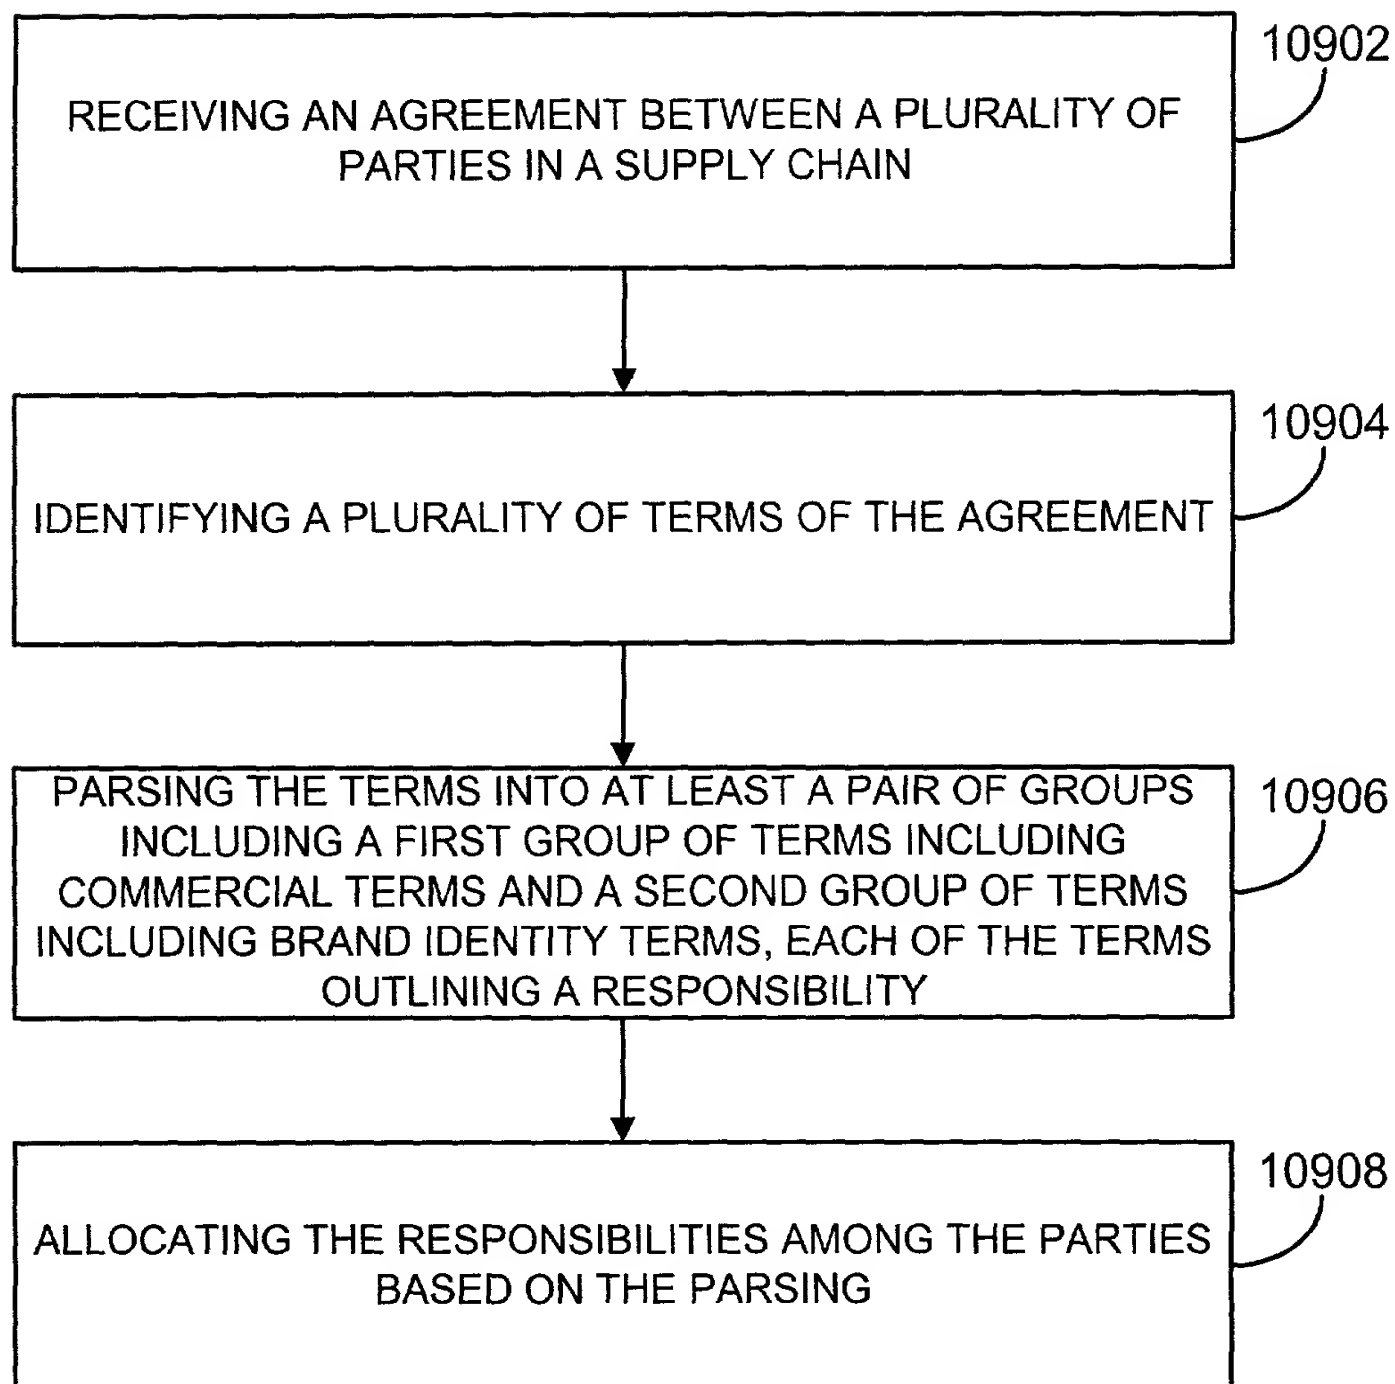 10902
RECEIVING AN AGREEMENT BETWEEN A PLURALITY OF
PARTIES IN A SUPPLY CHAIN
10904
IDENTIFYING A PLURALITY OF TERMS OF THE AGREEMENT
10906
PARSING THE TERMS INTO AT LEAST A PAIR OF GROUPS
INCLUDING A FIRST GROUP OF TERMS INCLUDING
COMMERCIAL TERMS AND A SECOND GROUP OF TERMS
INCLUDING BRAND IDENTITY TERMS, EACH OF THE TERMS
OUTLINING A RESPONSIBILITY
10908
ALLOCATING THE RESPONSIBILITIES AMONG THE PARTIES
BASED ON THE PARSING